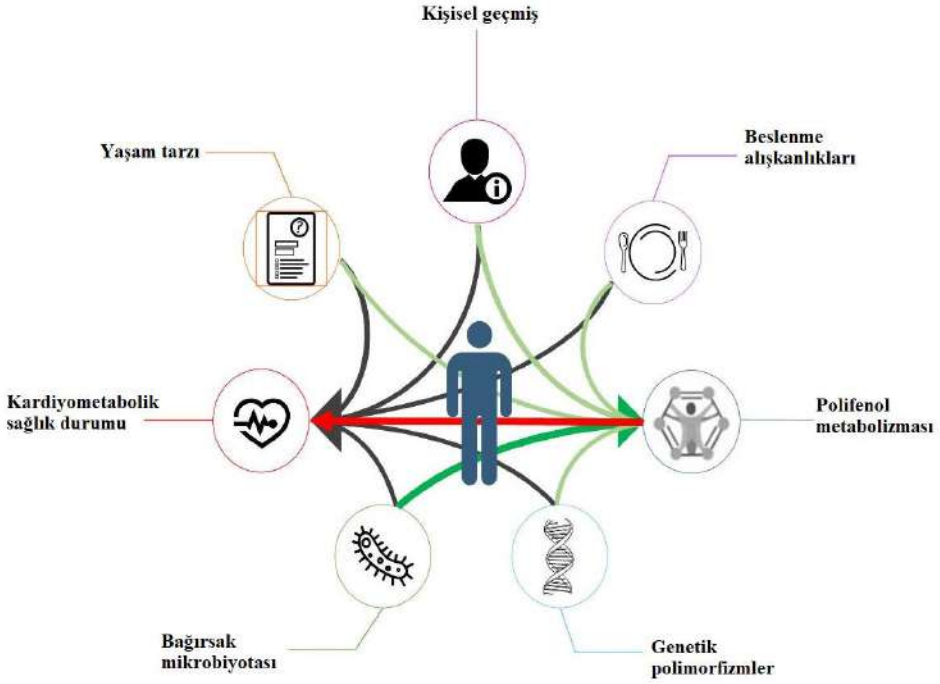 Kişisel geçmiş
Yaşam tarzı
Beslenme
alışkanlıkları
Kardiyometabolik
sağlık durumu
Polifenol
metabolizması
Bağırsak
mikrobiyotası
Genetik
polimorfizmler